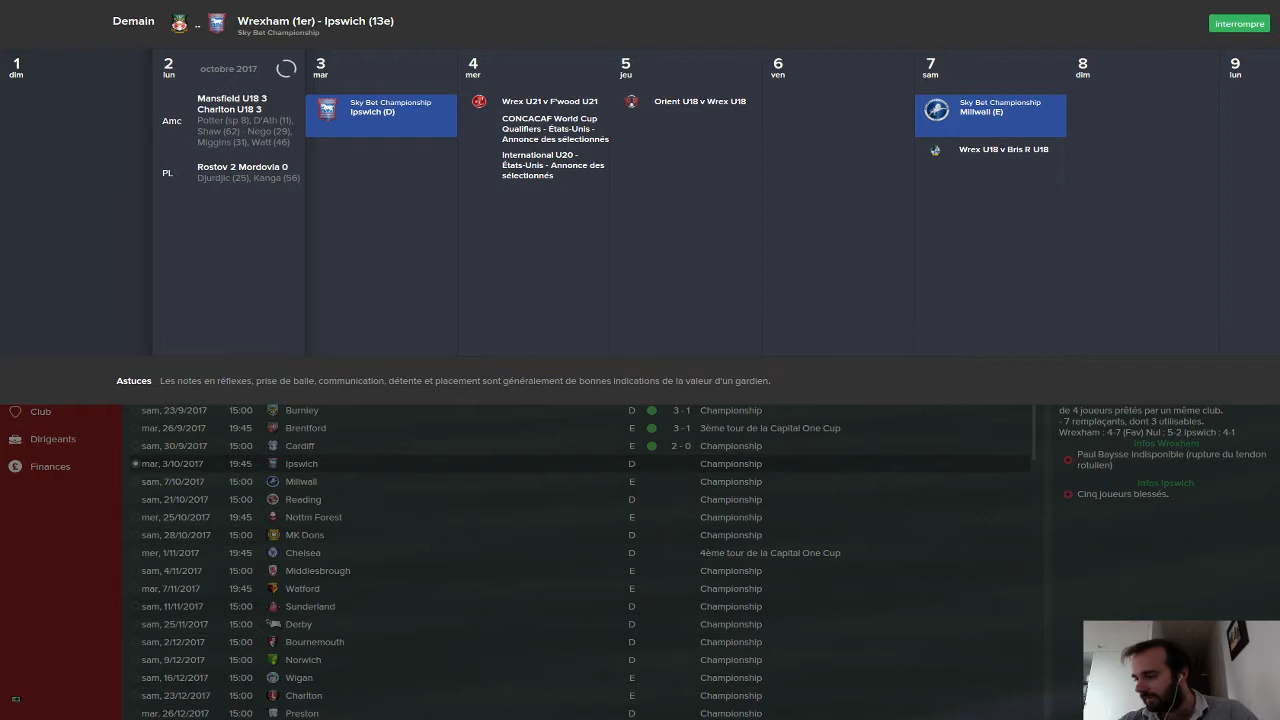 Demain
Wrexham (1er) - Ipswich (13e)
Sky Bet Championship
interrompre
1
dim
2
lun
octobre 2017
3
mar
4
mer
5
jeu
6
ven
7
sam
8
dim
9
lun
Amc
Mansfield U18 3
Charlton U18 3
Potter (sp 8), D'Ath (11),
Shaw (62) - Nego (29),
Miggins (31), Watt (46)
PL
Rostov 2 Mordovia 0
Djurdjic (25), Kanga (56)
Sky Bet Championship
Ipswich (D)
Wrex U21 v F'wood U21
CONCACAF World Cup
Qualifiers - États-Unis -
Annonce des sélectionnés
International U20 -
États-Unis - Annonce des
sélectionnés
Orient U18 v Wrex U18
Sky Bet Championship
Millwall (E)
Wrex U18 v Bris R U18
Astuces Les notes en réflexes, prise de balle, communication, détente et placement sont généralement de bonnes indications de la valeur d'un gardien.
Club
Dirigeants
Finances
sam, 23/9/2017 15:00 Burnley D 3 - 1 Championship
mar, 26/9/2017 19:45 Brentford E 3 - 1 3ème tour de la Capital One Cup
sam, 30/9/2017 15:00 Cardiff E 2 - 0 Championship
mar, 3/10/2017 19:45 Ipswich D Championship
sam, 7/10/2017 15:00 Millwall E Championship
sam, 21/10/2017 15:00 Reading D Championship
mer, 25/10/2017 19:45 Nottm Forest E Championship
sam, 28/10/2017 15:00 MK Dons D Championship
mer, 1/11/2017 19:45 Chelsea D 4ème tour de la Capital One Cup
sam, 4/11/2017 15:00 Middlesbrough E Championship
mar, 7/11/2017 19:45 Watford E Championship
sam, 11/11/2017 15:00 Sunderland D Championship
sam, 25/11/2017 15:00 Derby D Championship
sam, 2/12/2017 15:00 Bournemouth D Championship
sam, 9/12/2017 15:00 Norwich D Championship
sam, 16/12/2017 15:00 Wigan E Championship
sam, 23/12/2017 15:00 Charlton E Championship
mar, 26/12/2017 15:00 Preston D Championship
de 4 joueurs prêtés par un même club.
- 7 remplaçants, dont 3 utilisables.
Wrexham : 4-7 (Fav) Nul : 5-2 Ipswich : 4-1
Infos Wrexham
Paul Baysse indisponible (rupture du tendon
rotulien)
Infos Ipswich
Cinq joueurs blessés.